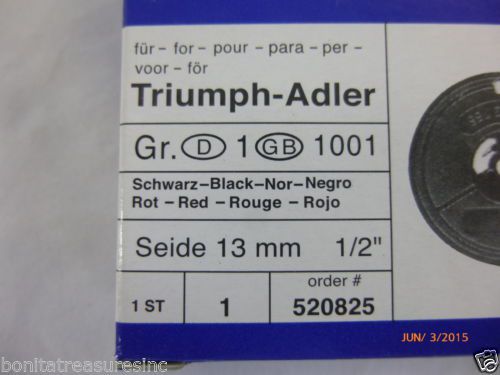 für - for - pour - para - per -
voor - för
Triumph-Adler
Gr. D 1 GB 1001
Schwarz-Black-Nor-Negro
Rot - Red - Rouge - Rojo
Seide 13 mm 1/2"
order #
1 ST 1 520825
JUN/ 3/2015
bonitatreasuresinc
bonitatreasuresinc